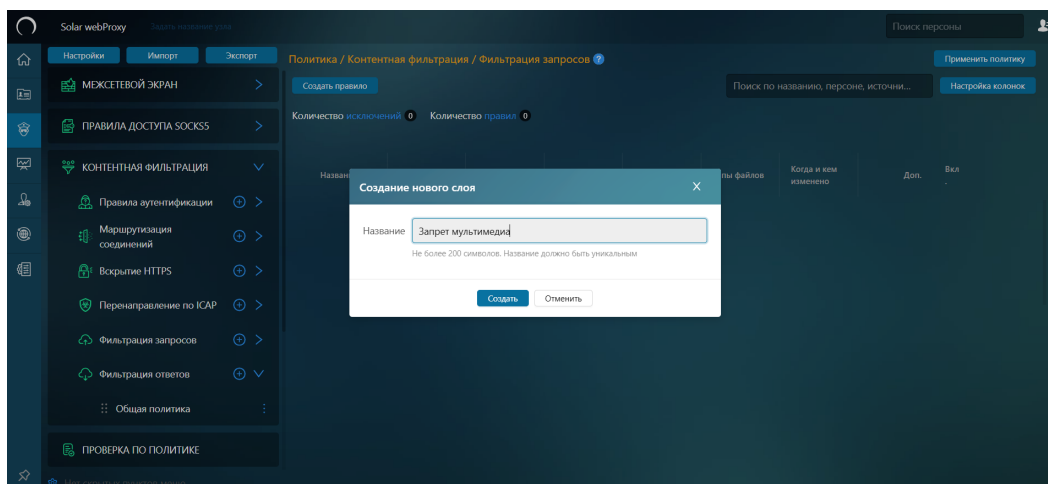 Solar webProxy
Задать название узла
Поиск персоны
Настройки
Импорт
Экспорт
Политика / Контентная фильтрация / Фильтрация запросов ?
Применить политику
МЕЖСЕТЕВОЙ ЭКРАН
Создать правило
Поиск по названию, персоне, источни...
Настройка колонок
ПРАВИЛА ДОСТУПА SOCKS5
Количество исключений 0 Количество правил 0
КОНТЕНТНАЯ ФИЛЬТРАЦИЯ
Когда и кем
изменено
Доп.
Вкл
.
Правила аутентификации
Маршрутизация
соединений
Вскрытие HTTPS
Перенаправление по ICAP
Фильтрация запросов
Фильтрация ответов
Общая политика
ПРОВЕРКА ПО ПОЛИТИКЕ
Создание нового слоя
X
Название
Запрет мультимедиа
Не более 200 символов. Название должно быть уникальным
Создать
Отменить